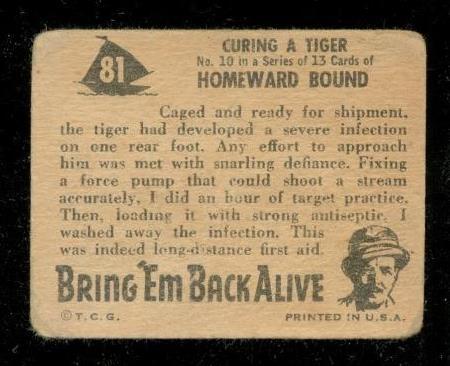 81
CURING A TIGER
No. 10 in a Series of 13 Cards of
HOMEWARD BOUND
Caged and ready for shipment,
the tiger had developed a severe infection
on one rear foot. Any effort to approach
him was met with snarling defiance. Fixing
a force pump that could shoot a stream
accurately, I did an hour of target practice.
Then, loading it with strong antiseptic, I
washed away the infection. This
was indeed long-distance first aid.
BRING 'EM BACK ALIVE
© T.C.G.
PRINTED IN U.S.A.